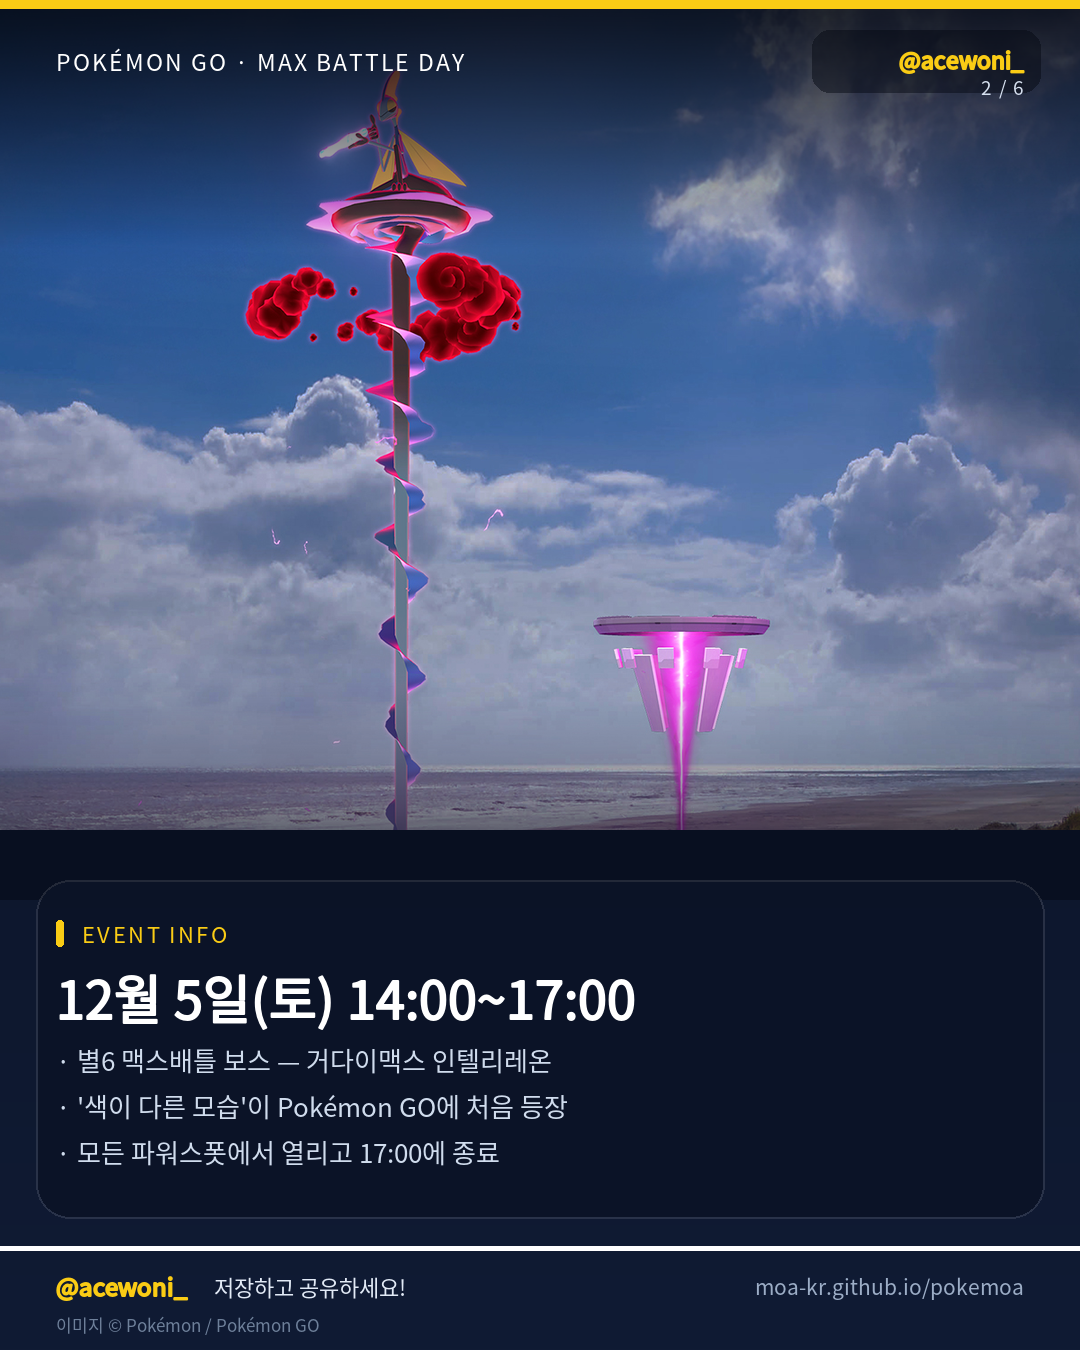 POKÉMON GO · MAX BATTLE DAY
@acewoni_
2 / 6
EVENT INFO
12월 5일(토) 14:00~17:00
· 별6 맥스배틀 보스 — 거다이맥스 인텔리레온
· '색이 다른 모습'이 Pokémon GO에 처음 등장
· 모든 파워스폿에서 열리고 17:00에 종료
@acewoni_ 저장하고 공유하세요!
moa-kr.github.io/pokemoa
이미지 © Pokémon / Pokémon GO